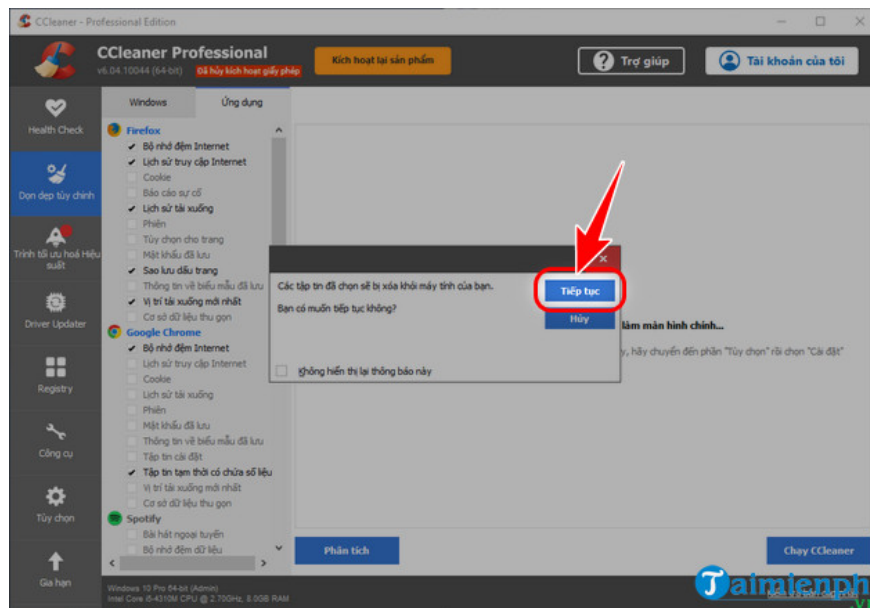 CCleaner - Professional Edition
CCleaner Professional
v6.04.10044 (64-bit) Đã hủy kích hoạt giấy phép
Kích hoạt lại sản phẩm
Trợ giúp
Tài khoản của tôi
Health Check
Dọn dẹp tùy chỉnh
Trình tối ưu hoá Hiệu
suất
Driver Updater
Registry
Công cụ
Tùy chọn
Gia hạn
Windows Ứng dụng
Firefox
Bộ nhớ đệm Internet
Lịch sử truy cập Internet
Cookie
Báo cáo sự cố
Lịch sử tải xuống
Phiên
Tùy chọn cho trang
Mật khẩu đã lưu
Sao lưu dấu trang
Thông tin về biểu mẫu đã lưu
Vị trí tải xuống mới nhất
Cơ sở dữ liệu thu gọn
Google Chrome
Bộ nhớ đệm Internet
Lịch sử truy cập Internet
Cookie
Lịch sử tải xuống
Phiên
Mật khẩu đã lưu
Thông tin về biểu mẫu đã lưu
Tập tin cài đặt
Tập tin tạm thời có chứa số liệu
Vị trí tải xuống mới nhất
Cơ sở dữ liệu thu gọn
Spotify
Bài hát ngoại tuyến
Bộ nhớ đệm dữ liệu
Các tập tin đã chọn sẽ bị xóa khỏi máy tính của bạn.
Bạn có muốn tiếp tục không?
Tiếp tục
Hủy
Không hiển thị lại thông báo này
làm màn hình chính...
y, hãy chuyển đến phần "Tùy chọn" rồi chọn "Cài đặt"
Phân tích
Chạy CCleaner
Windows 10 Pro 64-bit (Admin)
Intel Core i5-4310M CPU @ 2.70GHz, 8.0GB RAM
Taimienph